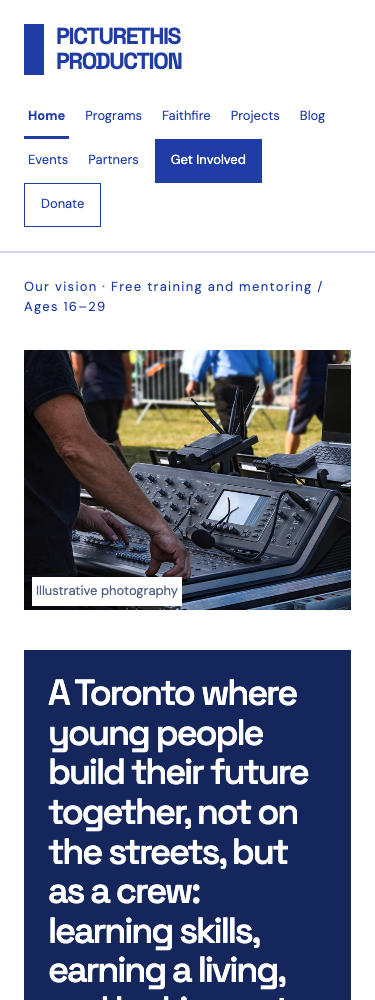 PICTURETHIS
PRODUCTION
Home Programs Faithfire Projects Blog
Events Partners Get Involved
Donate
Our vision · Free training and mentoring /
Ages 16–29
Illustrative photography
A Toronto where
young people
build their future
together, not on
the streets, but
as a crew:
learning skills,
earning a living,